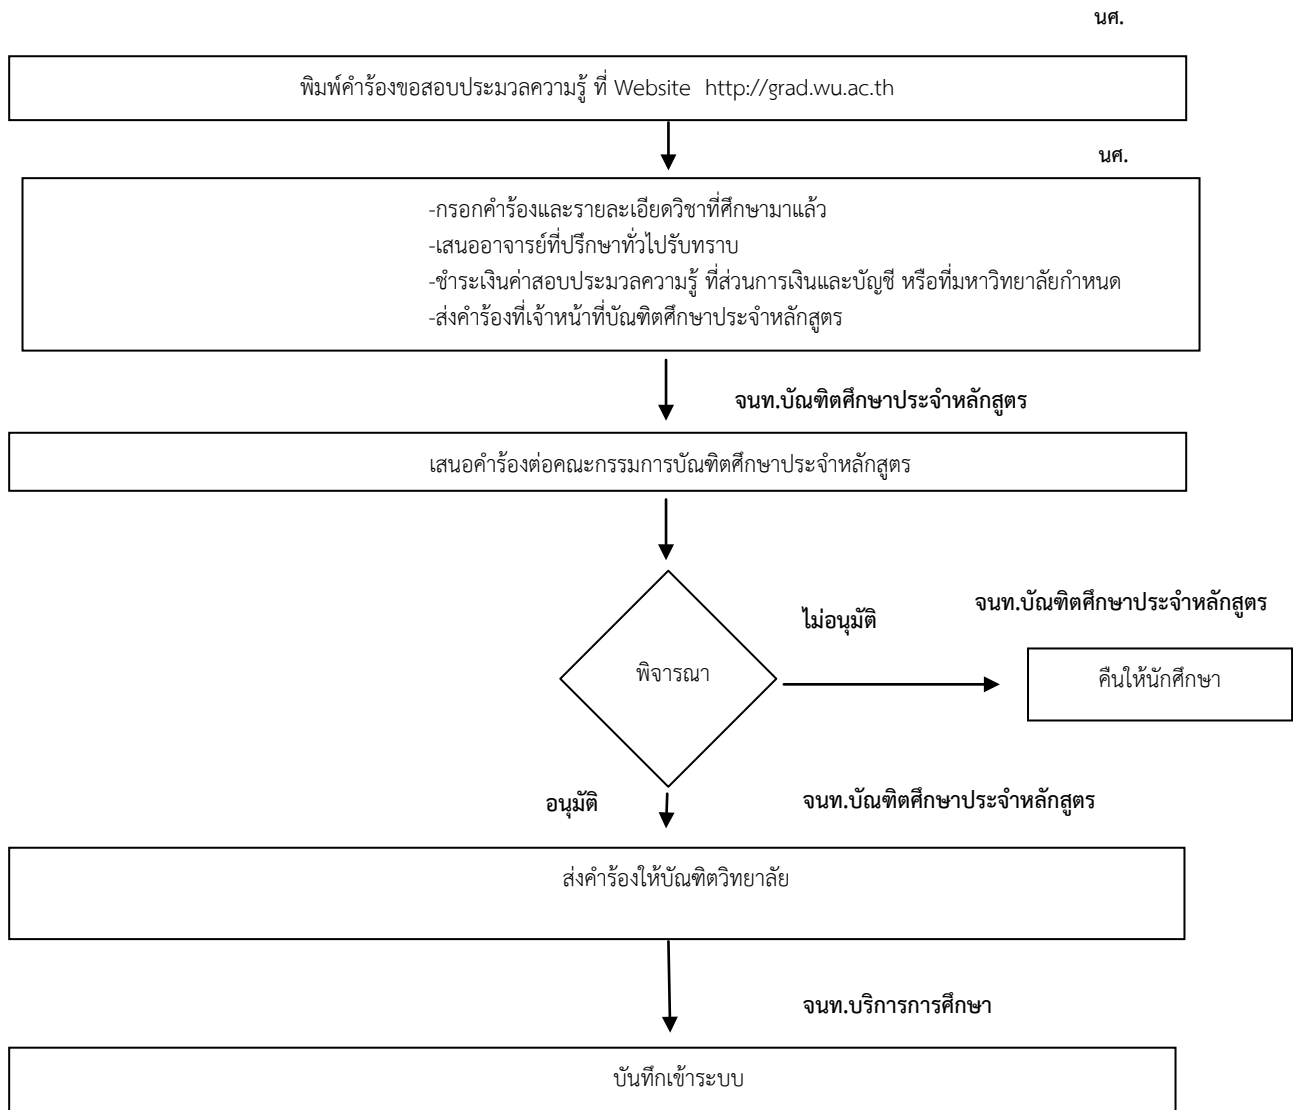 นศ.
พิมพ์คำร้องขอสอบประมวลความรู้ ที่ Website http://grad.wu.ac.th
นศ.
-กรอกคำร้องและรายละเอียดวิชาที่ศึกษามาแล้ว
-เสนออาจารย์ที่ปรึกษาทั่วไปรับทราบ
-ชำระเงินค่าสอบประมวลความรู้ ที่ส่วนการเงินและบัญชี หรือที่มหาวิทยาลัยกำหนด
-ส่งคำร้องที่เจ้าหน้าที่บัณฑิตศึกษาประจำหลักสูตร
จนท.บัณฑิตศึกษาประจำหลักสูตร
เสนอคำร้องต่อคณะกรรมการบัณฑิตศึกษาประจำหลักสูตร
จนท.บัณฑิตศึกษาประจำหลักสูตร
ไม่อนุมัติ
พิจารณา
คืนให้นักศึกษา
อนุมัติ
จนท.บัณฑิตศึกษาประจำหลักสูตร
ส่งคำร้องให้บัณฑิตวิทยาลัย
จนท.บริการการศึกษา
บันทึกเข้าระบบ